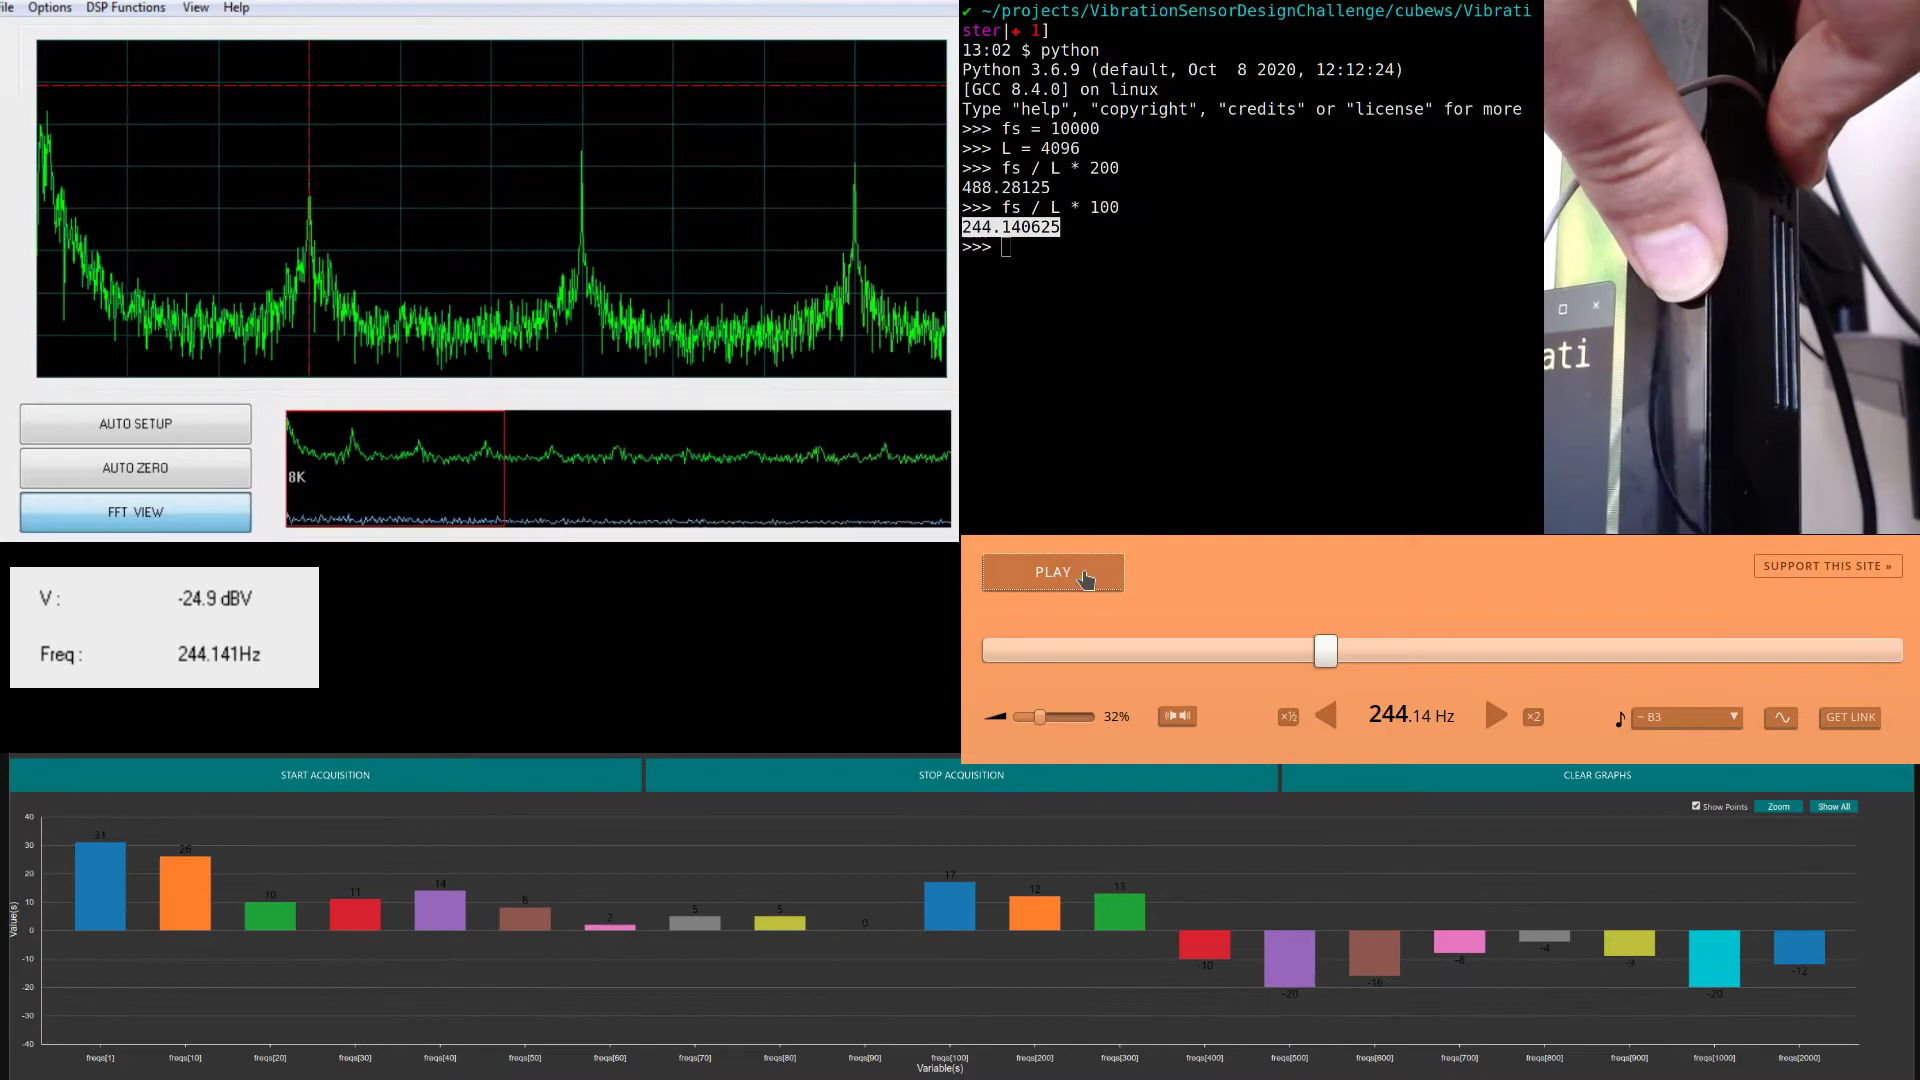 ile Options DSP Functions View Help
AUTO SETUP
AUTO ZERO
FFT VIEW
8K
V : -24.9 dBV
Freq : 244.141Hz
✔ ~/projects/VibrationSensorDesignChallenge/cubews/Vibrati
ster|✚ 1]
13:02 $ python
Python 3.6.9 (default, Oct  8 2020, 12:12:24)
[GCC 8.4.0] on linux
Type "help", "copyright", "credits" or "license" for more
>>> fs = 10000
>>> L = 4096
>>> fs / L * 200
488.28125
>>> fs / L * 100
244.140625
>>>
ati
PLAY
SUPPORT THIS SITE »
32% ×½ 244.14 Hz ×2 ~ B3 GET LINK
START ACQUISITION STOP ACQUISITION CLEAR GRAPHS
Show Points Zoom Show All
40
30
20
10
0
-10
-20
-30
-40
Value(s)
31 26 10 11 14 8 2 5 5 0 17 12 13 -10 -20 -16 -8 -4 -9 -20 -12
freqs[1] freqs[10] freqs[20] freqs[30] freqs[40] freqs[50] freqs[60] freqs[70] freqs[80] freqs[90] freqs[100] freqs[200] freqs[300] freqs[400] freqs[500] freqs[600] freqs[700] freqs[800] freqs[900] freqs[1000] freqs[2000]
Variable(s)